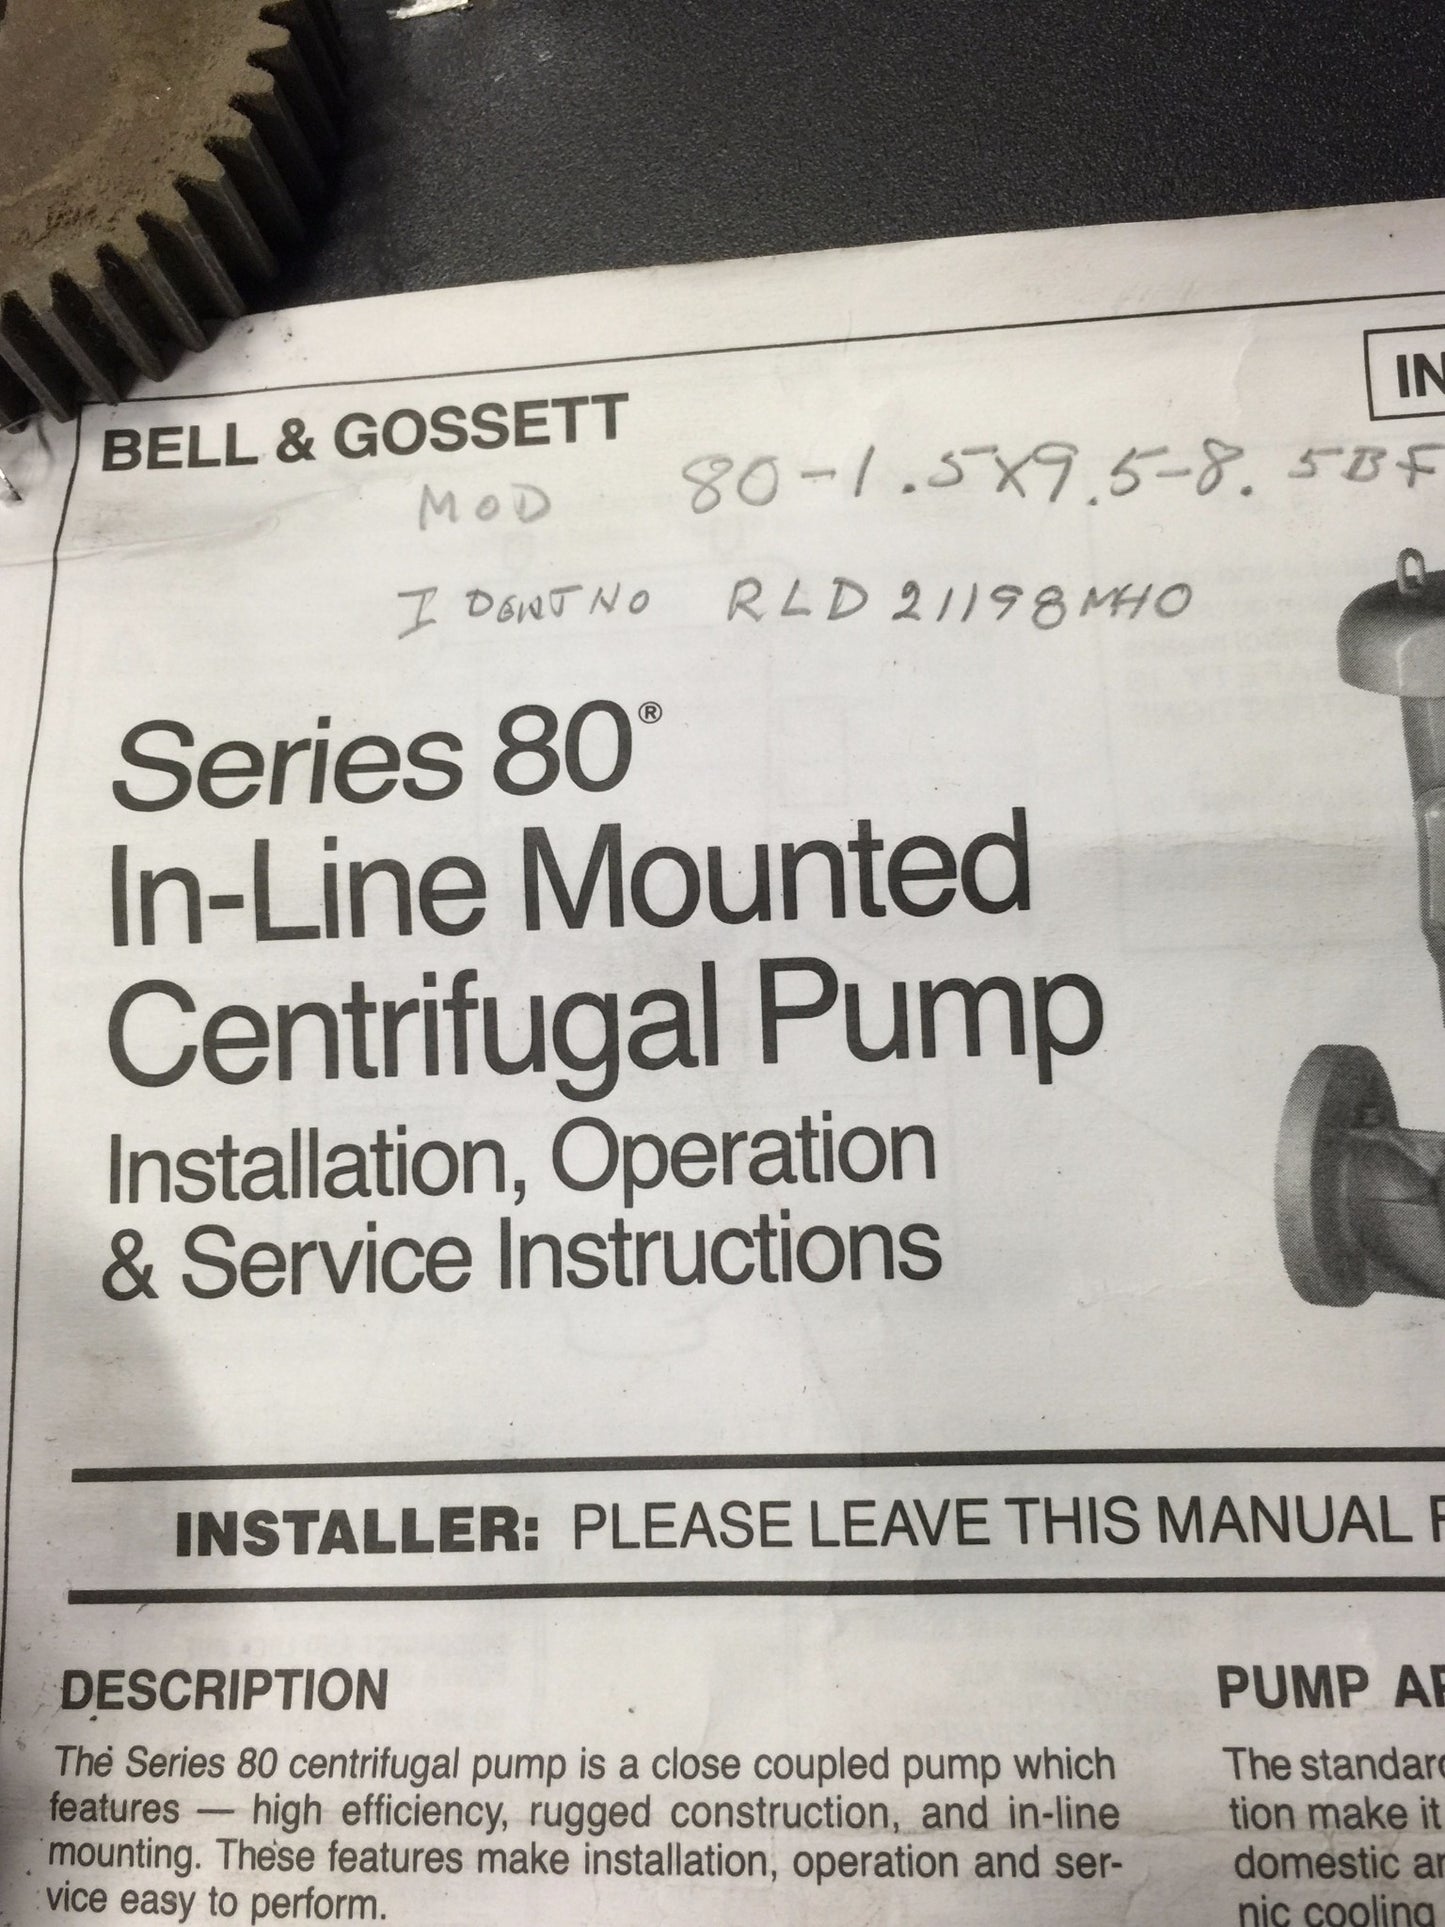 BELL & GOSSETT
IN
MOD 80-1.5X9.5-8.5BF
IDENT NO RLD21198MHO
Series 80®
In-Line Mounted
Centrifugal Pump
Installation, Operation
& Service Instructions
INSTALLER: PLEASE LEAVE THIS MANUAL F
DESCRIPTION
The Series 80 centrifugal pump is a close coupled pump which
features — high efficiency, rugged construction, and in-line
mounting. These features make installation, operation and ser-
vice easy to perform.
PUMP AP
The standard
tion make it
domestic an
nic cooling